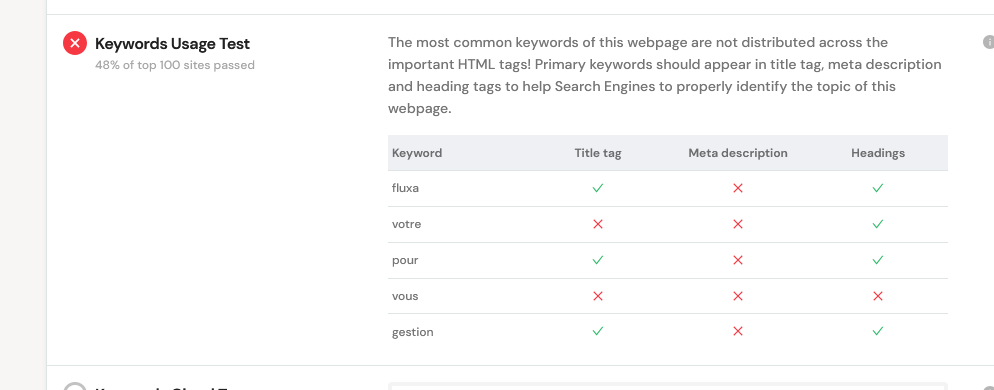 Keywords Usage Test
48% of top 100 sites passed
The most common keywords of this webpage are not distributed across the
important HTML tags! Primary keywords should appear in title tag, meta description
and heading tags to help Search Engines to properly identify the topic of this
webpage.
Keyword Title tag Meta description Headings
fluxa
votre
pour
vous
gestion